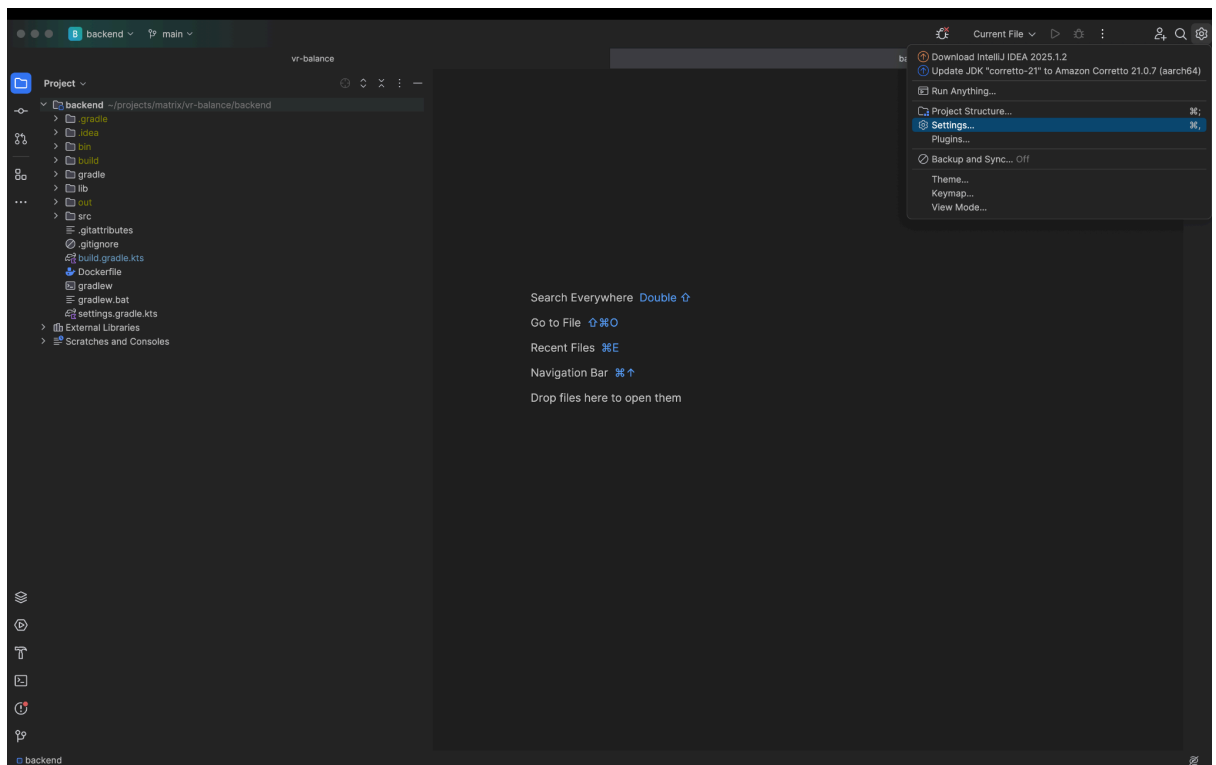 B backend main
Current File
vr-balance
ba
Project
backend ~/projects/matrix/vr-balance/backend
.gradle
.idea
bin
build
gradle
lib
out
src
.gitattributes
.gitignore
build.gradle.kts
Dockerfile
gradlew
gradlew.bat
settings.gradle.kts
External Libraries
Scratches and Consoles
Download IntelliJ IDEA 2025.1.2
Update JDK "corretto-21" to Amazon Corretto 21.0.7 (aarch64)
Run Anything...
Project Structure... ⌘;
Settings... ⌘,
Plugins...
Backup and Sync... Off
Theme...
Keymap...
View Mode...
Search Everywhere Double ⇧
Go to File ⇧⌘O
Recent Files ⌘E
Navigation Bar ⌘↑
Drop files here to open them
backend